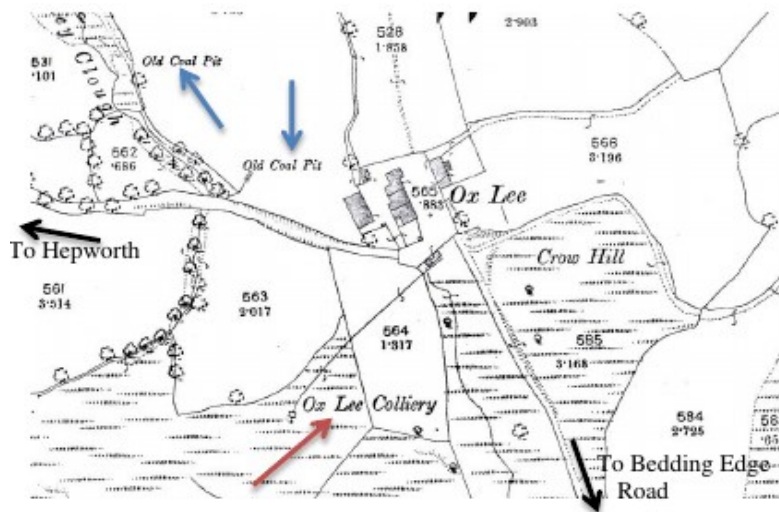 2·903
528
1·858
Old Coal Pit
531
·101
ey Clough
562
·686
Old Coal Pit
566
3·196
565
·883
Ox Lee
Crow Hill
To Hepworth
561
3·514
563
2·017
564
1·317
585
3·168
Ox Lee Colliery
584
2·725
To Bedding Edge
Road